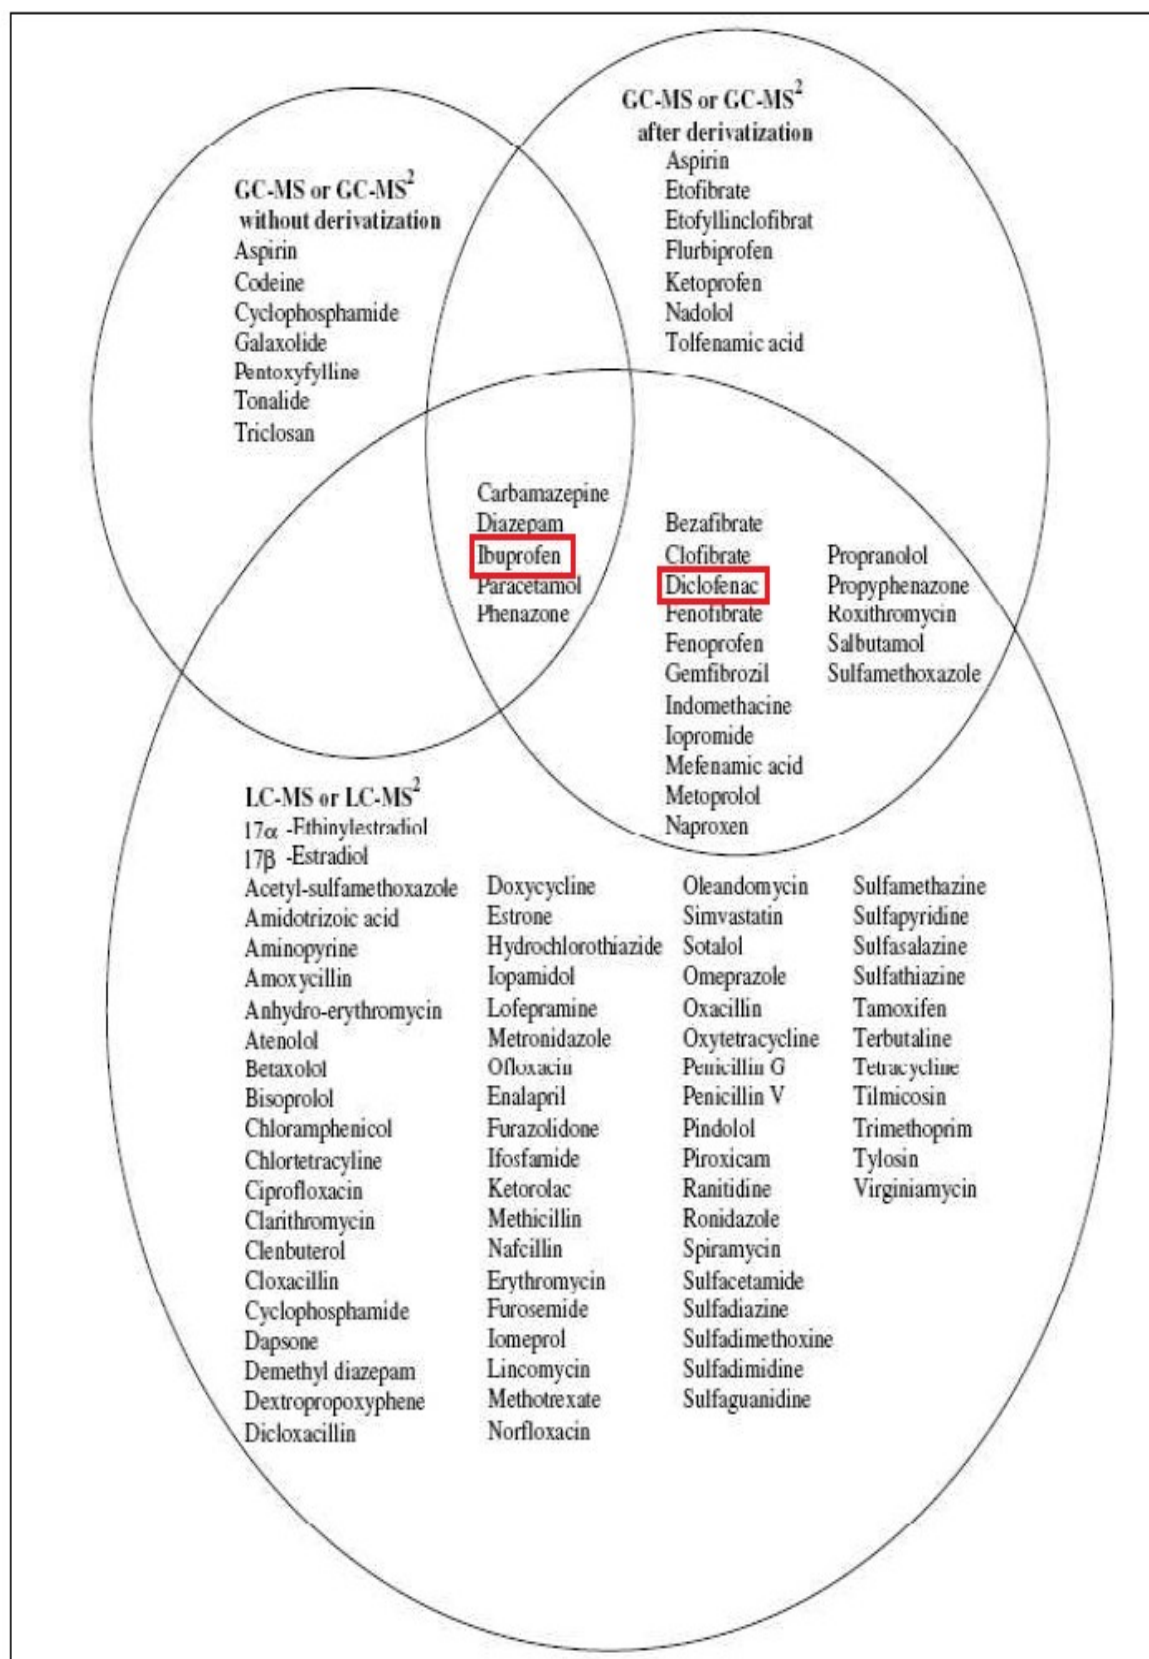 GC-MS or GC-MS²
after derivatization
Aspirin
Etofibrate
Etofyllinclofibrat
Flurbiprofen
Ketoprofen
Nadolol
Tolfenamic acid
GC-MS or GC-MS²
without derivatization
Aspirin
Codeine
Cyclophosphamide
Galaxolide
Pentoxyfylline
Tonalide
Triclosan
Carbamazepine
Diazepam
Ibuprofen
Paracetamol
Phenazone
Bezafibrate
Clofibrate
Diclofenac
Fenofibrate
Fenoprofen
Gemfibrozil
Indomethacine
Iopromide
Mefenamic acid
Metoprolol
Naproxen
Propranolol
Propyphenazone
Roxithromycin
Salbutamol
Sulfamethoxazole
LC-MS or LC-MS²
17α -Ethinylestradiol
17β -Estradiol
Acetyl-sulfamethoxazole
Amidotrizoic acid
Aminopyrine
Amoxycillin
Anhydro-erythromycin
Atenolol
Betaxolol
Bisoprolol
Chloramphenicol
Chlortetracyline
Ciprofloxacin
Clarithromycin
Clenbuterol
Cloxacillin
Cyclophosphamide
Dapsone
Demethyl diazepam
Dextropropoxyphene
Dicloxacillin
Doxycycline
Estrone
Hydrochlorothiazide
Iopamidol
Lofepramine
Metronidazole
Ofloxacin
Enalapril
Furazolidone
Ifosfamide
Ketorolac
Methicillin
Nafcillin
Erythromycin
Furosemide
Iomeprol
Lincomycin
Methotrexate
Norfloxacin
Oleandomycin
Simvastatin
Sotalol
Omeprazole
Oxacillin
Oxytetracycline
Penicillin G
Penicillin V
Pindolol
Piroxicam
Ranitidine
Ronidazole
Spiramycin
Sulfacetamide
Sulfadiazine
Sulfadimethoxine
Sulfadimidine
Sulfaguanidine
Sulfamethazine
Sulfapyridine
Sulfasalazine
Sulfathiazine
Tamoxifen
Terbutaline
Tetracycline
Tilmicosin
Trimethoprim
Tylosin
Virginiamycin